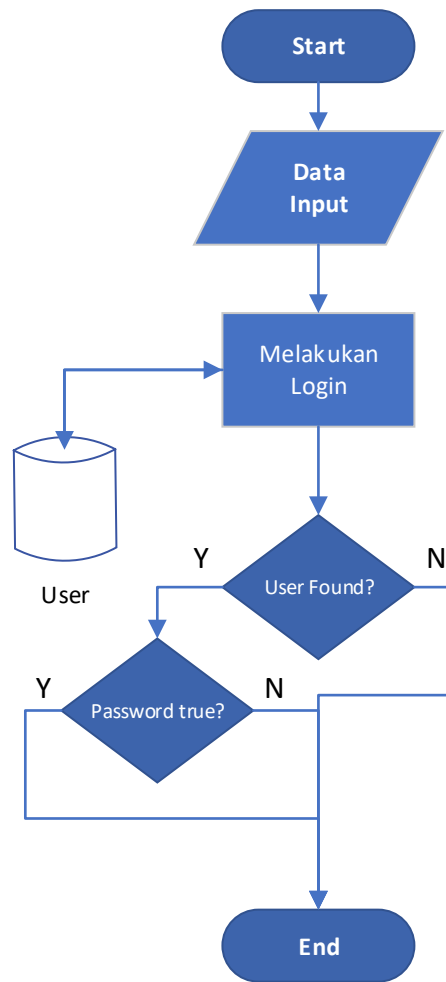 Start
Data
Input
Melakukan
Login
User
Y
User Found?
N
Y
Password true?
N
End